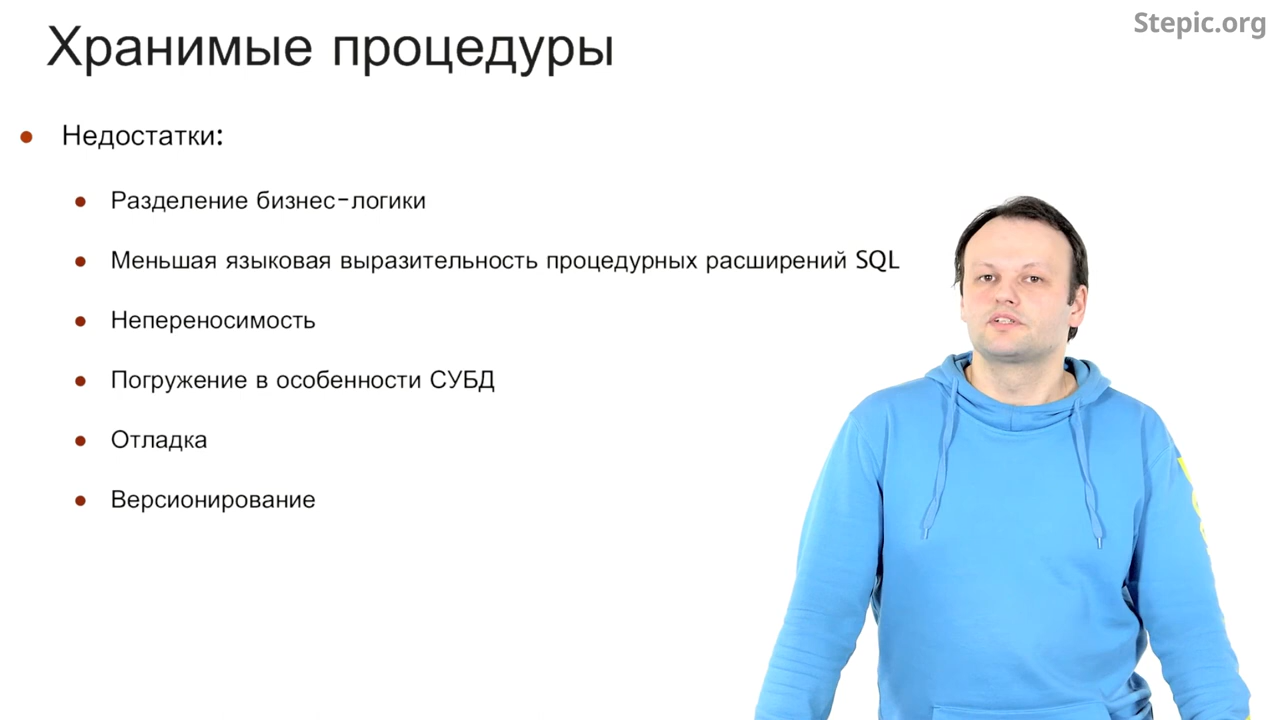 Stepic.org
Хранимые процедуры
Недостатки:
Разделение бизнес-логики
Меньшая языковая выразительность процедурных расширений SQL
Непереносимость
Погружение в особенности СУБД
Отладка
Версионирование